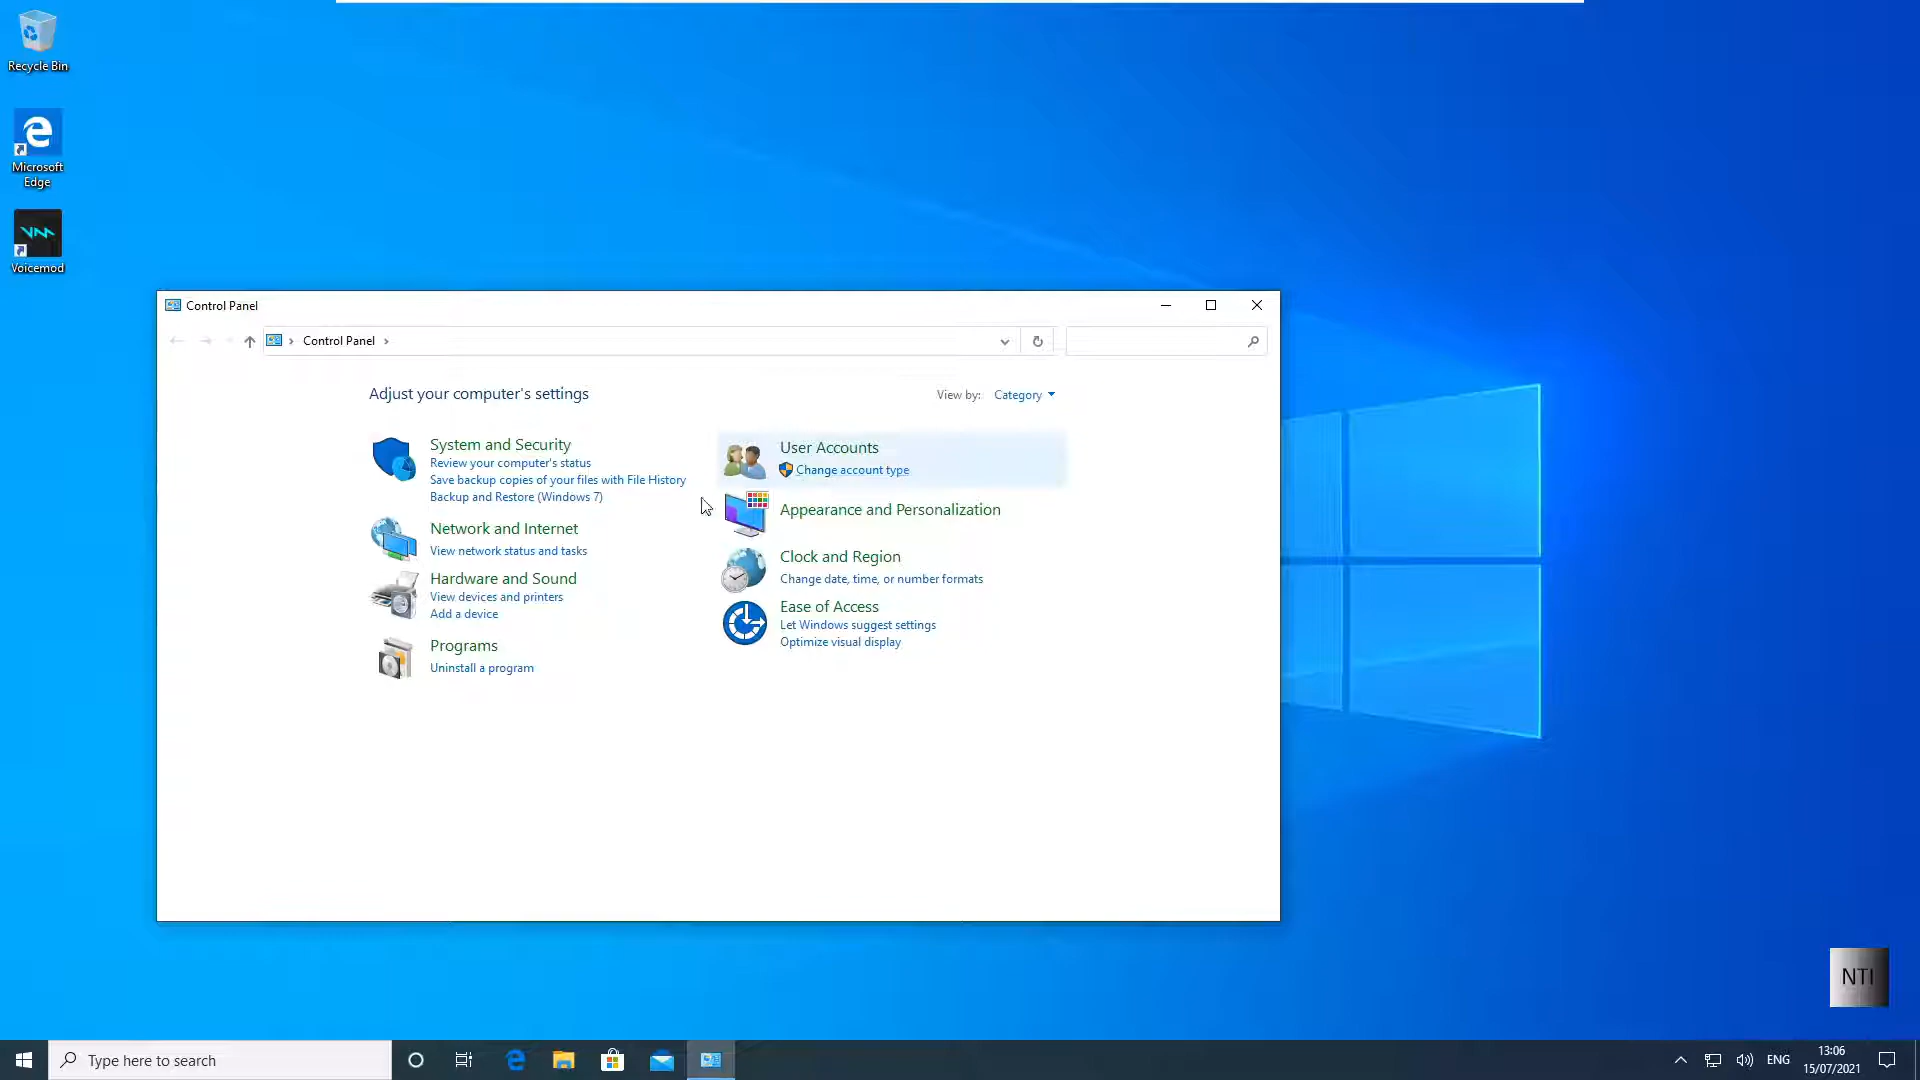 Recycle Bin
Microsoft
Edge
Voicemod
Control Panel
Control Panel
Adjust your computer's settings
View by: Category
System and Security
Review your computer's status
Save backup copies of your files with File History
Backup and Restore (Windows 7)
Network and Internet
View network status and tasks
Hardware and Sound
View devices and printers
Add a device
Programs
Uninstall a program
User Accounts
Change account type
Appearance and Personalization
Clock and Region
Change date, time, or number formats
Ease of Access
Let Windows suggest settings
Optimize visual display
NTI
Type here to search
ENG
13:06
15/07/2021